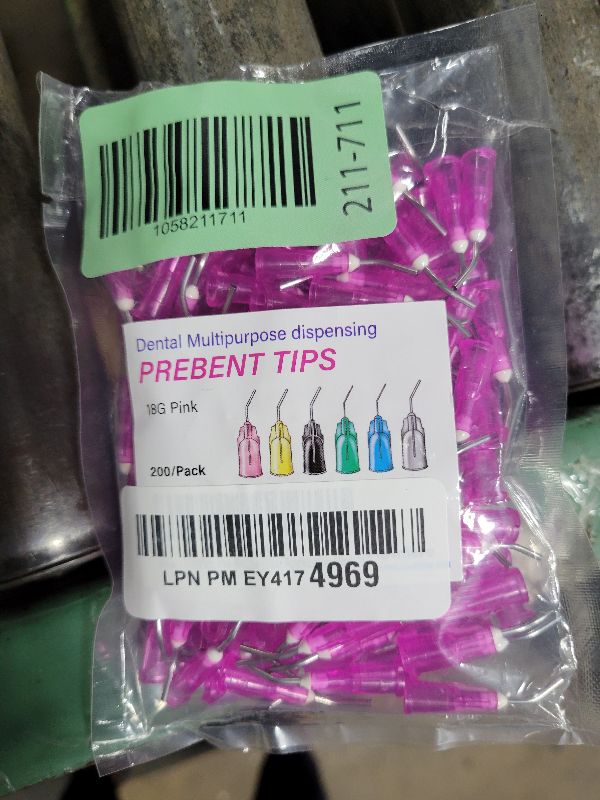 1058211711
211-711
Dental Multipurpose dispensing
PREBENT TIPS
18G Pink
200/Pack
LPN PM EY417 4969